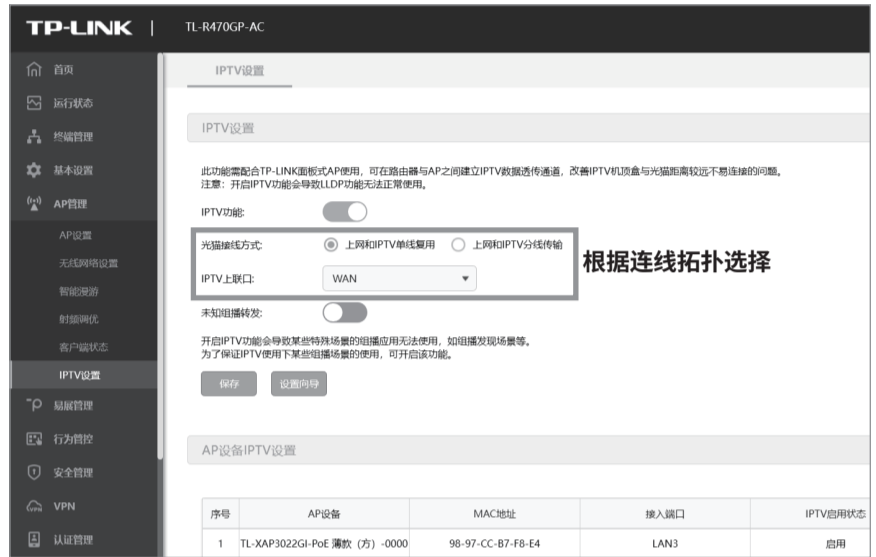 TP-LINK | TL-R470GP-AC
首页
运行状态
终端管理
基本设置
AP管理
AP设置
无线网络设置
智能漫游
射频调优
客户端状态
IPTV设置
易展管理
行为管控
安全管理
VPN
认证管理
IPTV设置
IPTV设置
此功能需配合TP-LINK面板式AP使用，可在路由器与AP之间建立IPTV数据透传通道，改善IPTV机顶盒与光猫距离较远不易连接的问题。
注意：开启IPTV功能会导致LLDP功能无法正常使用。
IPTV功能:
光猫接线方式: 上网和IPTV单线复用 上网和IPTV分线传输
IPTV上联口: WAN
根据连线拓扑选择
未知组播转发:
开启IPTV功能会导致某些特殊场景的组播应用无法使用，如组播发现场景等。
为了保证IPTV使用下某些组播场景的使用，可开启该功能。
保存 设置向导
AP设备IPTV设置
序号 AP设备 MAC地址 接入端口 IPTV启用状态
1 TL-XAP3022GI-PoE 薄款（方）-0000 98-97-CC-B7-F8-E4 LAN3 启用